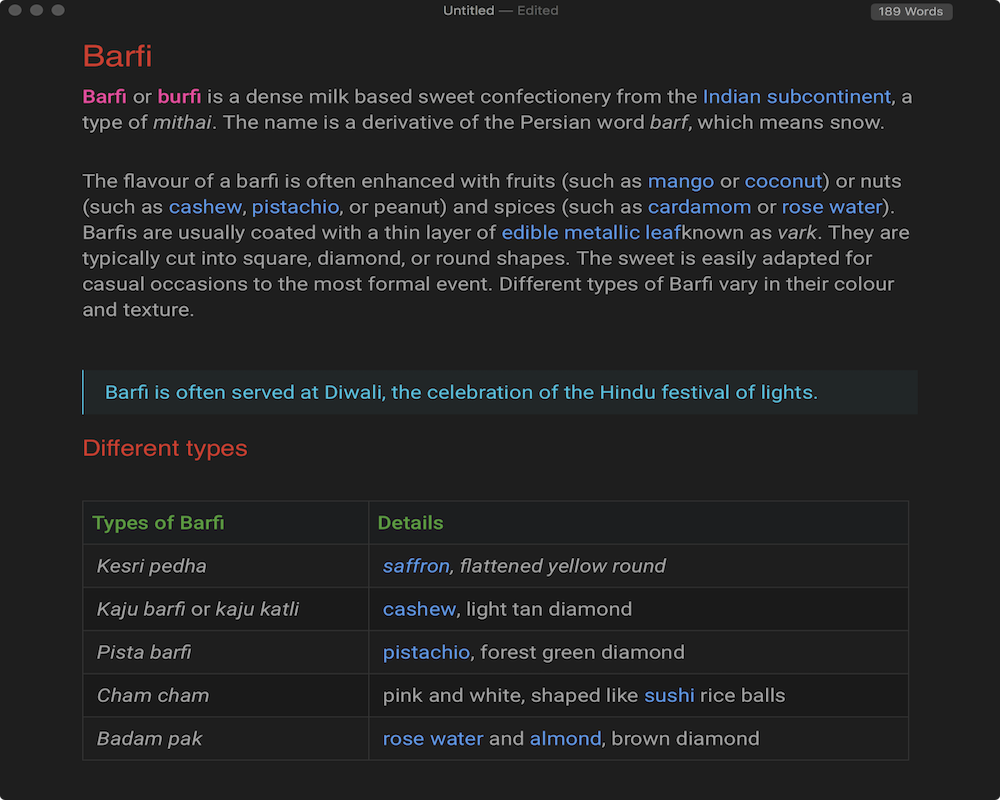 Untitled — Edited
189 Words
Barfi
Barfi or burfi is a dense milk based sweet confectionery from the Indian subcontinent, a
type of mithai. The name is a derivative of the Persian word barf, which means snow.
The flavour of a barfi is often enhanced with fruits (such as mango or coconut) or nuts
(such as cashew, pistachio, or peanut) and spices (such as cardamom or rose water).
Barfis are usually coated with a thin layer of edible metallic leafknown as vark. They are
typically cut into square, diamond, or round shapes. The sweet is easily adapted for
casual occasions to the most formal event. Different types of Barfi vary in their colour
and texture.
Barfi is often served at Diwali, the celebration of the Hindu festival of lights.
Different types
Types of Barfi Details
Kesri pedha saffron, flattened yellow round
Kaju barfi or kaju katli cashew, light tan diamond
Pista barfi pistachio, forest green diamond
Cham cham pink and white, shaped like sushi rice balls
Badam pak rose water and almond, brown diamond